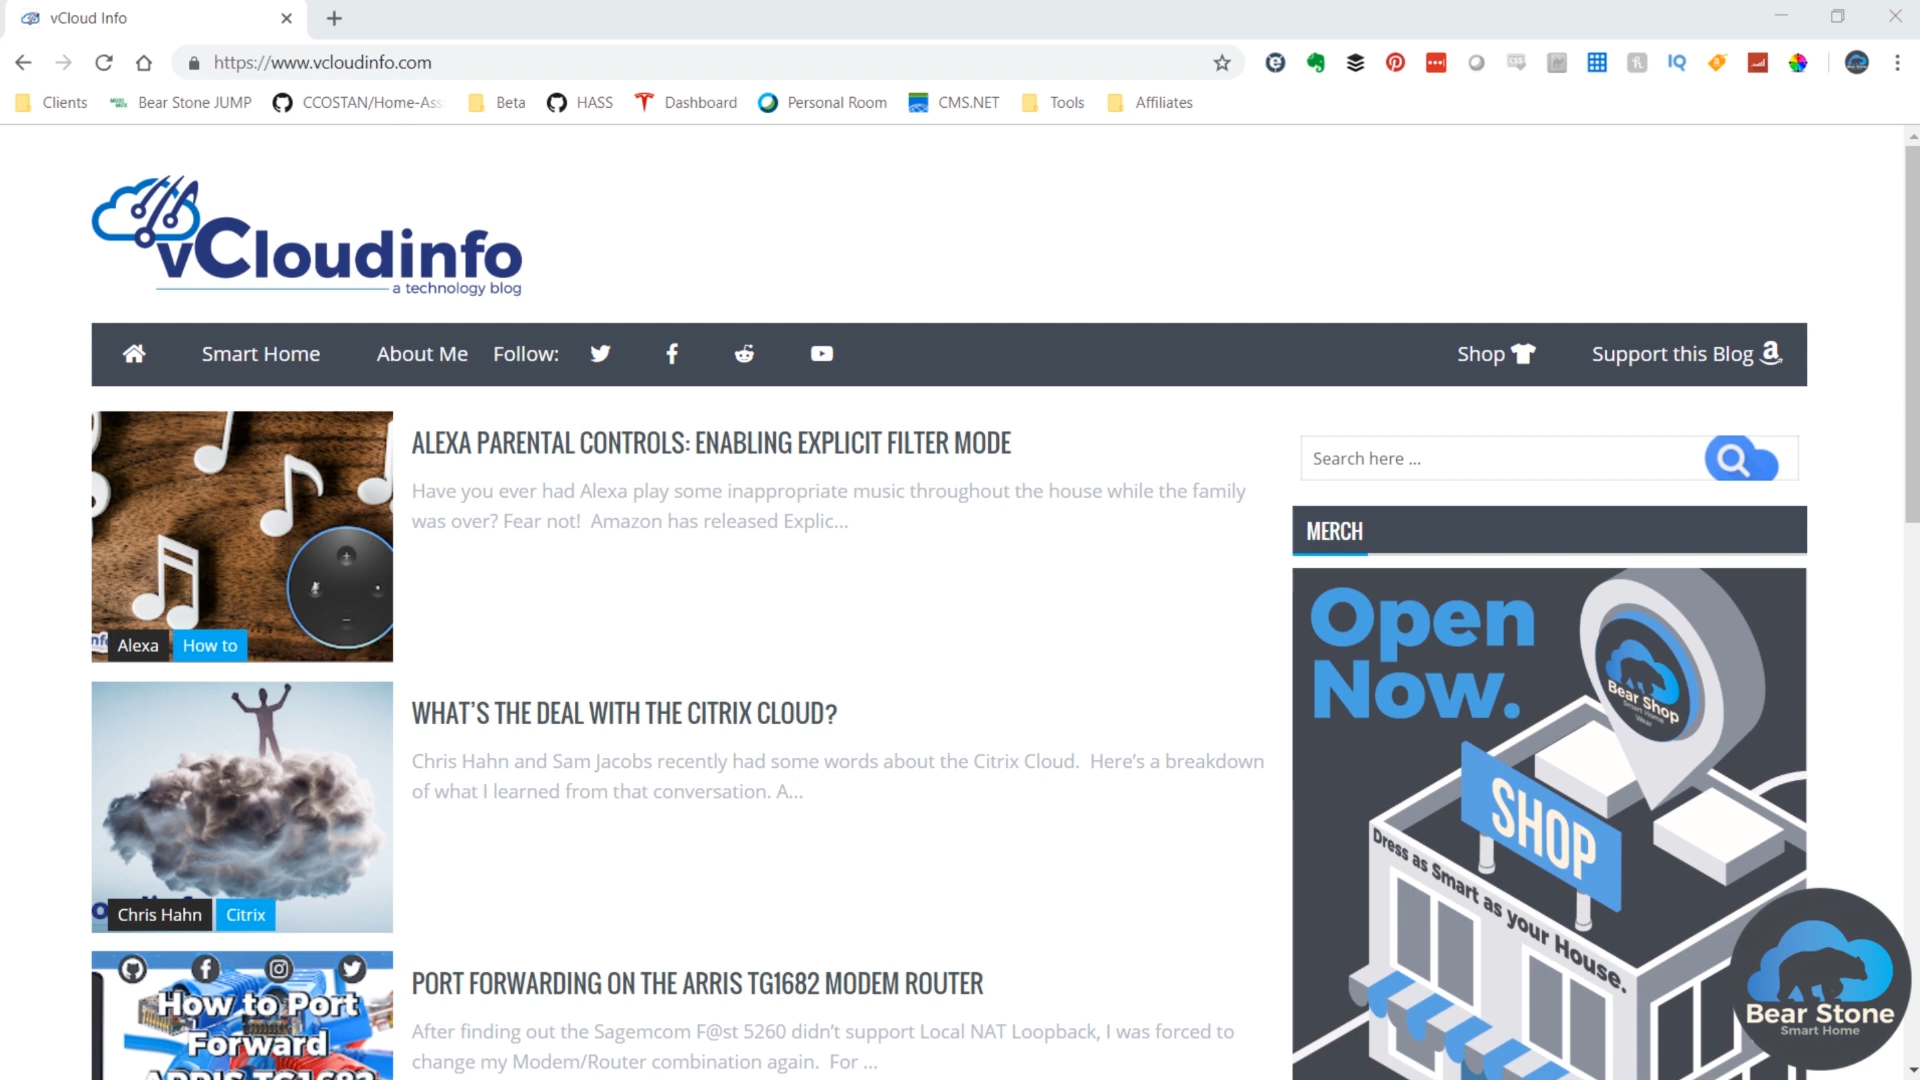 vCloud Info
https://www.vcloudinfo.com
Clients
Bear Stone JUMP
CCOSTAN/Home-Ass
Beta
HASS
Dashboard
Personal Room
CMS.NET
Tools
Affiliates
vCloudinfo
a technology blog
Smart Home
About Me
Follow:
Shop
Support this Blog
ALEXA PARENTAL CONTROLS: ENABLING EXPLICIT FILTER MODE
Have you ever had Alexa play some inappropriate music throughout the house while the family
was over? Fear not! Amazon has released Explic...
Alexa
How to
Search here ...
MERCH
Open
Now.
Bear Shop
Smart Home
Wear
SHOP
Dress as Smart as your House.
WHAT'S THE DEAL WITH THE CITRIX CLOUD?
Chris Hahn and Sam Jacobs recently had some words about the Citrix Cloud. Here's a breakdown
of what I learned from that conversation. A...
Chris Hahn
Citrix
PORT FORWARDING ON THE ARRIS TG1682 MODEM ROUTER
After finding out the Sagemcom F@st 5260 didn't support Local NAT Loopback, I was forced to
change my Modem/Router combination again. For ...
How to Port
Forward
ARRIS TG1682
Bear Stone
Smart Home